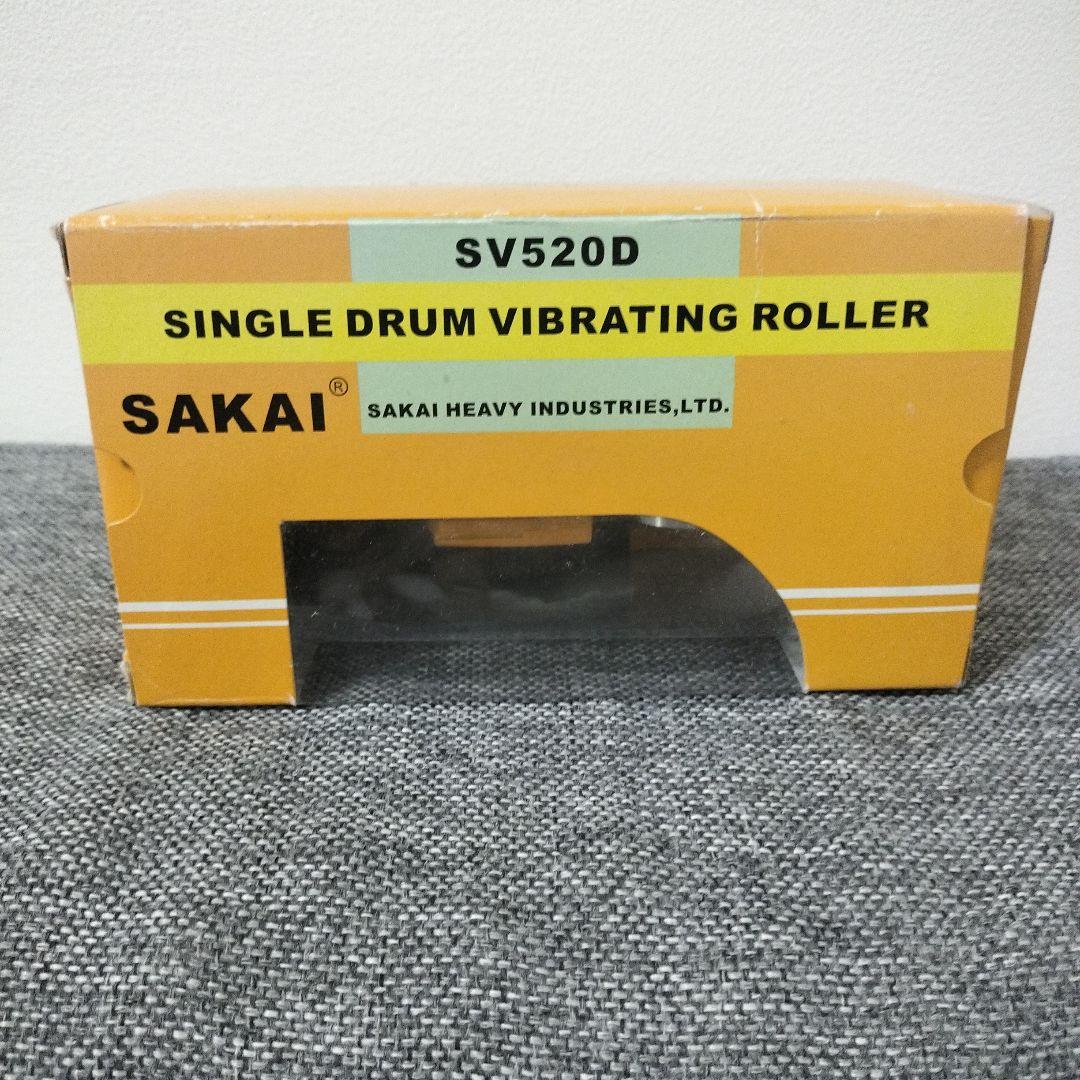 SV520D
SINGLE DRUM VIBRATING ROLLER
SAKAI®
SAKAI HEAVY INDUSTRIES,LTD.